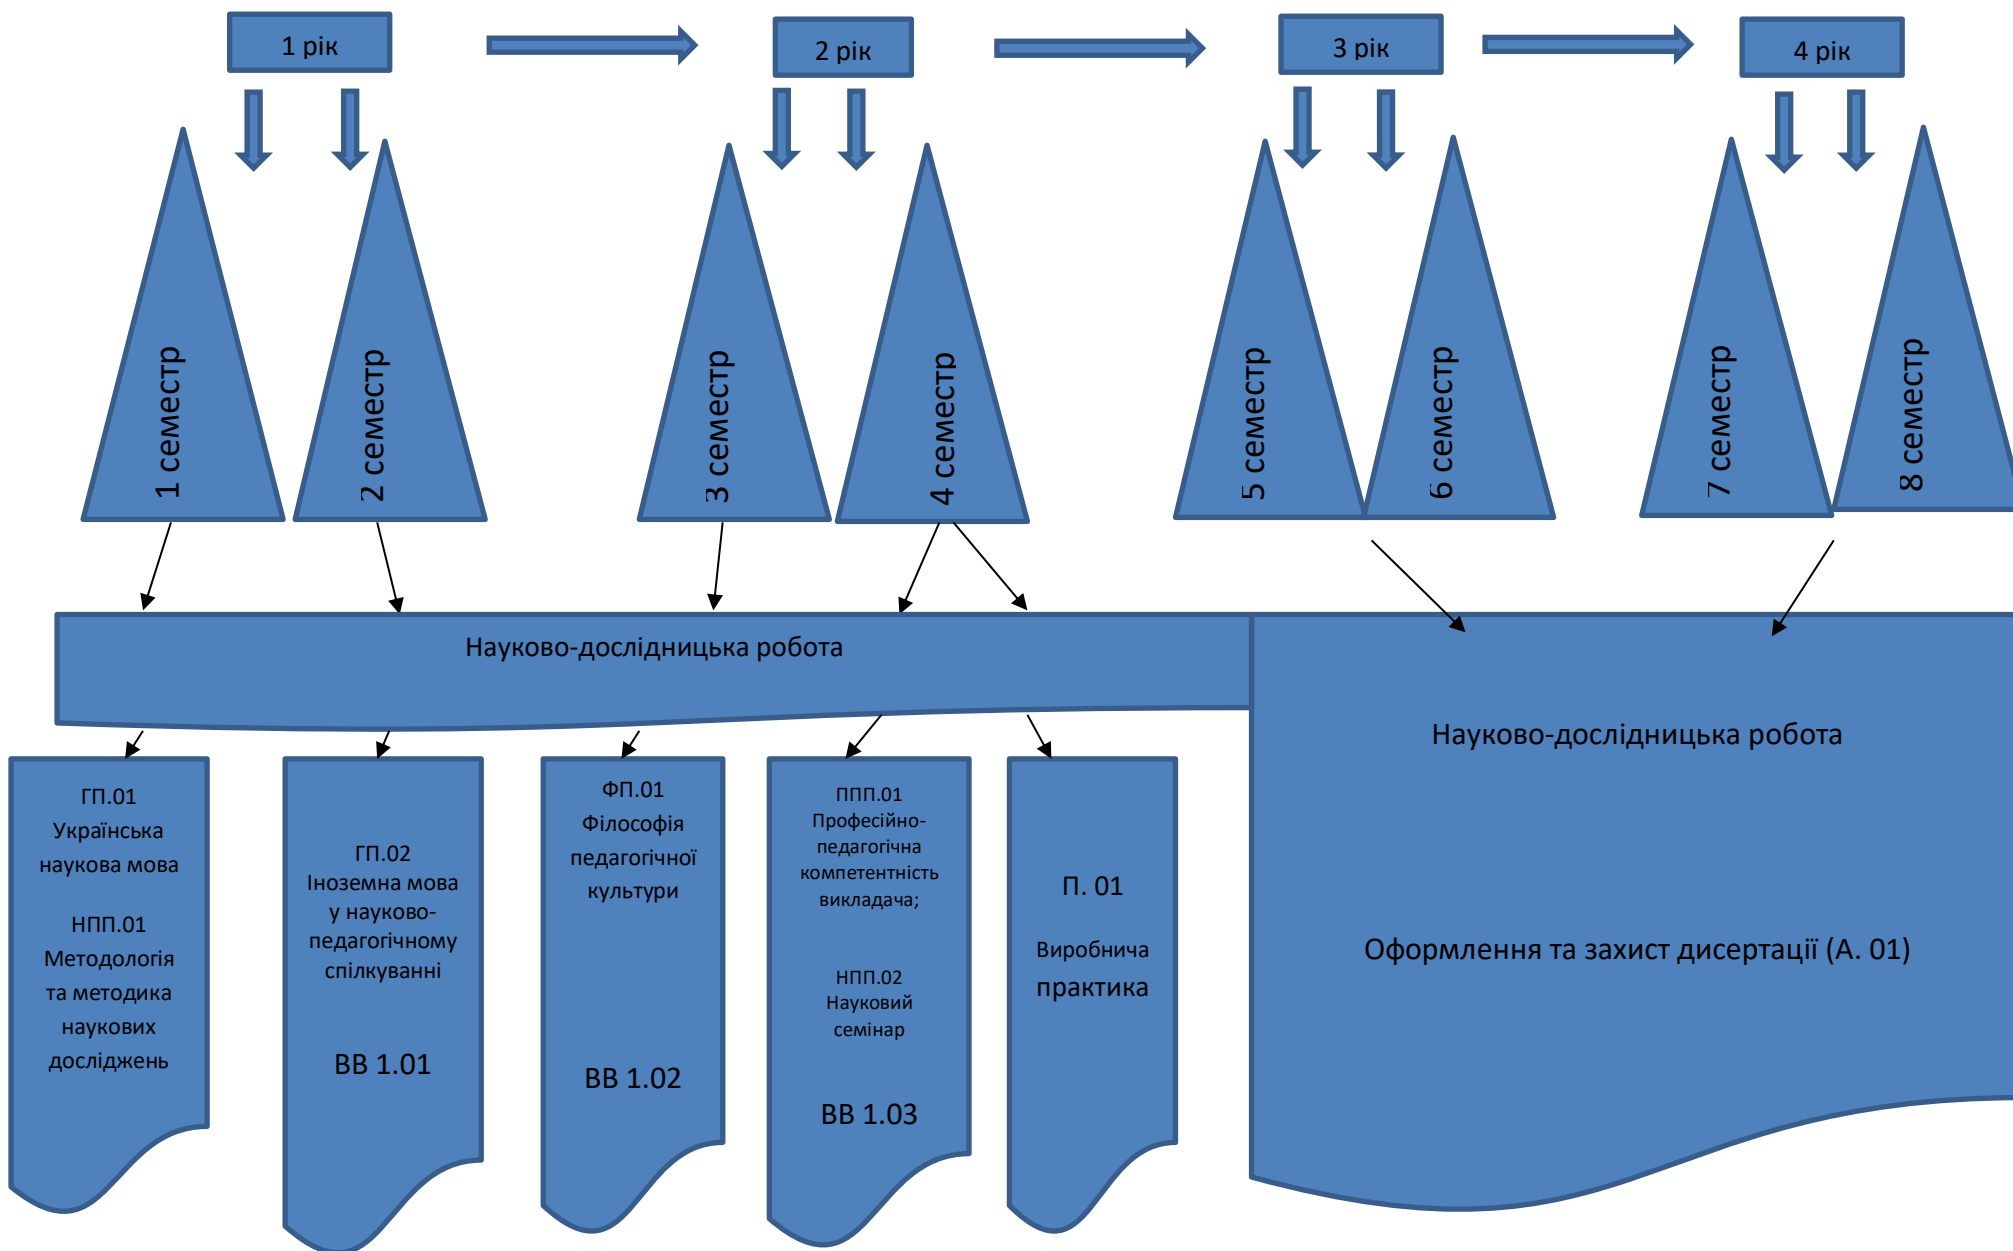 1 рік
2 рік
3 рік
4 рік
1 семестр
2 семестр
3 семестр
4 семестр
5 семестр
6 семестр
7 семестр
8 семестр
Науково-дослідницька робота
ГП.01
Українська
наукова мова
НПП.01
Методологія
та методика
наукових
досліджень
ГП.02
Іноземна мова
у науково-
педагогічному
спілкуванні
ВВ 1.01
ФП.01
Філософія
педагогічної
культури
ВВ 1.02
ППП.01
Професійно-
педагогічна
компетентність
викладача;
НПП.02
Науковий
семінар
ВВ 1.03
П. 01
Виробнича
практика
Науково-дослідницька робота
Оформлення та захист дисертації (А. 01)